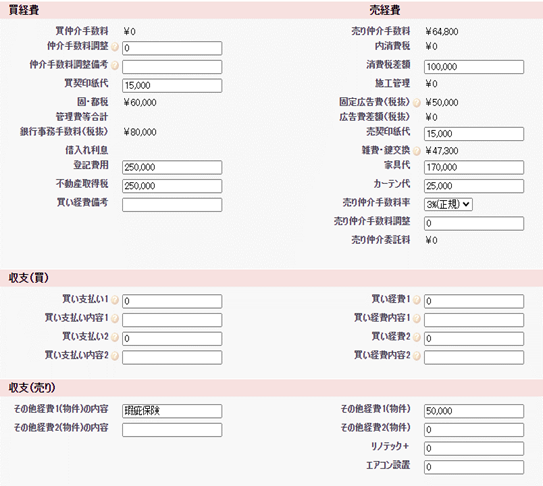 買経費
買仲介手数料 ￥0
仲介手数料調整 0
仲介手数料調整備考
買契印紙代 15,000
固・都税 ￥60,000
管理費等合計
銀行事務手数料(税抜) ￥80,000
借入れ利息
登記費用 250,000
不動産取得税 250,000
買い経費備考
売経費
売り仲介手数料 ￥64,800
内消費税 ￥0
消費税差額 100,000
施工管理 ￥0
固定広告費(税抜) ￥50,000
広告費差額(税抜) ￥0
売契印紙代 15,000
雑費・鍵交換 ￥47,300
家具代 170,000
カーテン代 25,000
売り仲介手数料率 3%(正規)
売り仲介手数料調整 0
売り仲介委託料 ￥0
収支(買)
買い支払い1 0
買い支払い内容1
買い支払い2 0
買い支払い内容2
買い経費1 0
買い経費内容1
買い経費2 0
買い経費内容2
収支(売り)
その他経費1(物件)の内容 瑕疵保険
その他経費2(物件)の内容
その他経費1(物件) 50,000
その他経費2(物件) 0
リノテック＋ 0
エアコン設置 0